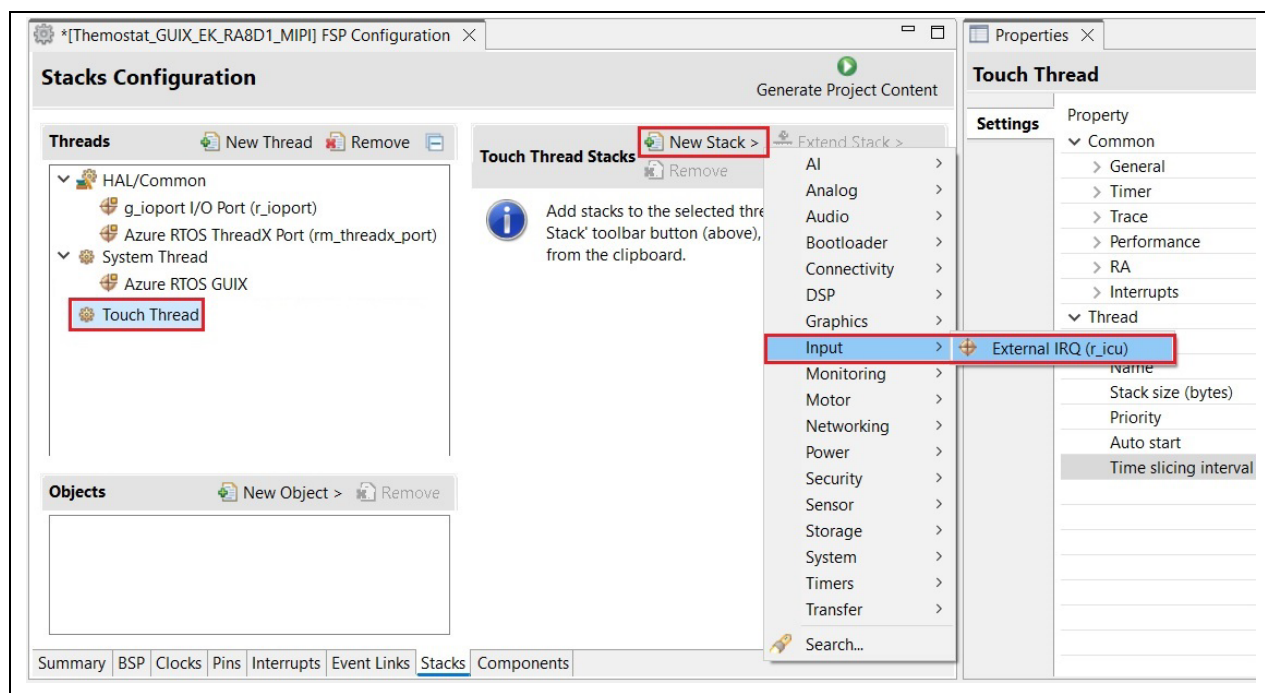 *[Themostat_GUIX_EK_RA8D1_MIPI] FSP Configuration
Stacks Configuration
Generate Project Content
Threads
New Thread
Remove
HAL/Common
g_ioport I/O Port (r_ioport)
Azure RTOS ThreadX Port (rm_threadx_port)
System Thread
Azure RTOS GUIX
Touch Thread
Objects
New Object >
Remove
Touch Thread Stacks
New Stack >
Extend Stack >
Remove
Add stacks to the selected thre
Stack' toolbar button (above),
from the clipboard.
AI
Analog
Audio
Bootloader
Connectivity
DSP
Graphics
Input
Monitoring
Motor
Networking
Power
Security
Sensor
Storage
System
Timers
Transfer
Search...
External IRQ (r_icu)
Summary BSP Clocks Pins Interrupts Event Links Stacks Components
Properties
Touch Thread
Settings
Property
Common
General
Timer
Trace
Performance
RA
Interrupts
Thread
Name
Stack size (bytes)
Priority
Auto start
Time slicing interval